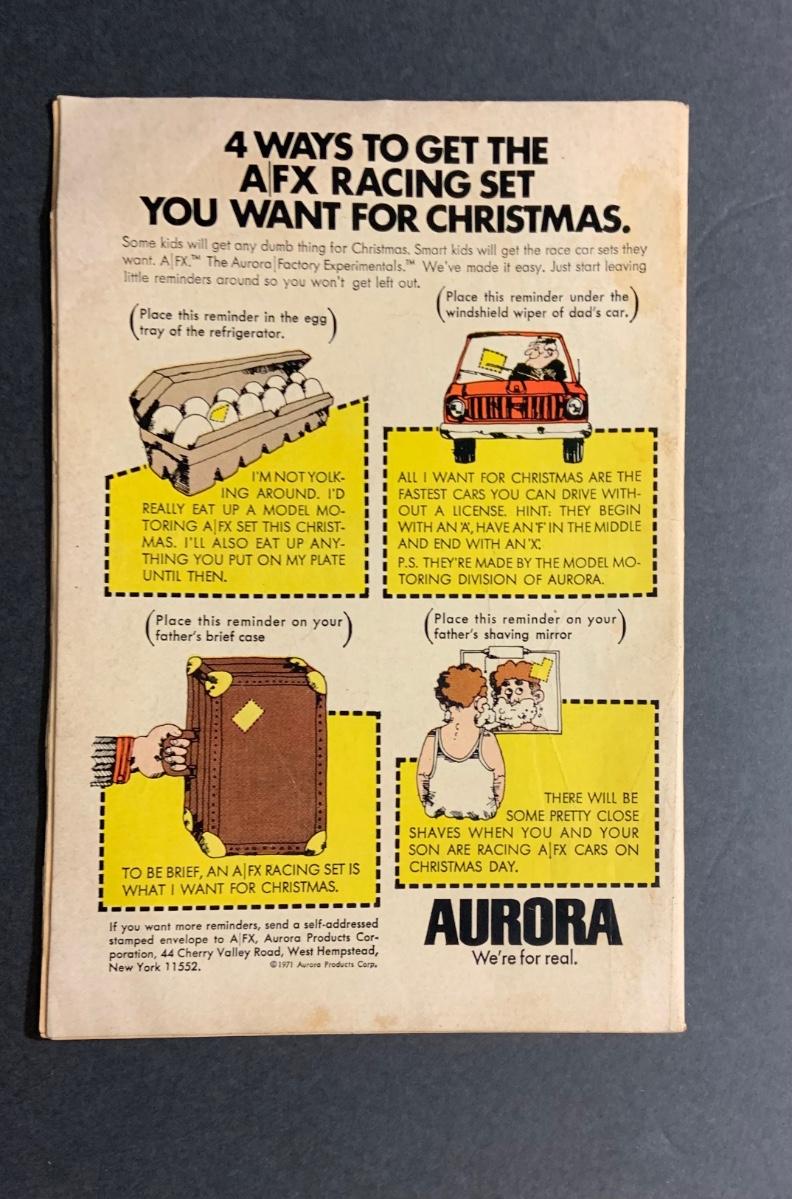 4 WAYS TO GET THE
A|FX RACING SET
YOU WANT FOR CHRISTMAS.
Some kids will get any dumb thing for Christmas. Smart kids will get the race car sets they
want. A|FX.™ The Aurora|Factory Experimentals.™ We've made it easy. Just start leaving
little reminders around so you won't get left out.
(Place this reminder in the egg
tray of the refrigerator.)
(Place this reminder under the
windshield wiper of dad's car.)
I'M NOT YOLK-
ING AROUND. I'D
REALLY EAT UP A MODEL MO-
TORING A|FX SET THIS CHRIST-
MAS. I'LL ALSO EAT UP ANY-
THING YOU PUT ON MY PLATE
UNTIL THEN.
ALL I WANT FOR CHRISTMAS ARE THE
FASTEST CARS YOU CAN DRIVE WITH-
OUT A LICENSE. HINT: THEY BEGIN
WITH AN 'A', HAVE AN 'F' IN THE MIDDLE
AND END WITH AN 'X'.
P.S. THEY'RE MADE BY THE MODEL MO-
TORING DIVISION OF AURORA.
(Place this reminder on your
father's brief case)
(Place this reminder on your
father's shaving mirror)
TO BE BRIEF, AN A|FX RACING SET IS
WHAT I WANT FOR CHRISTMAS.
THERE WILL BE
SOME PRETTY CLOSE
SHAVES WHEN YOU AND YOUR
SON ARE RACING A|FX CARS ON
CHRISTMAS DAY.
If you want more reminders, send a self-addressed
stamped envelope to A|FX, Aurora Products Cor-
poration, 44 Cherry Valley Road, West Hempstead,
New York 11552.
©1971 Aurora Products Corp.
AURORA
We're for real.